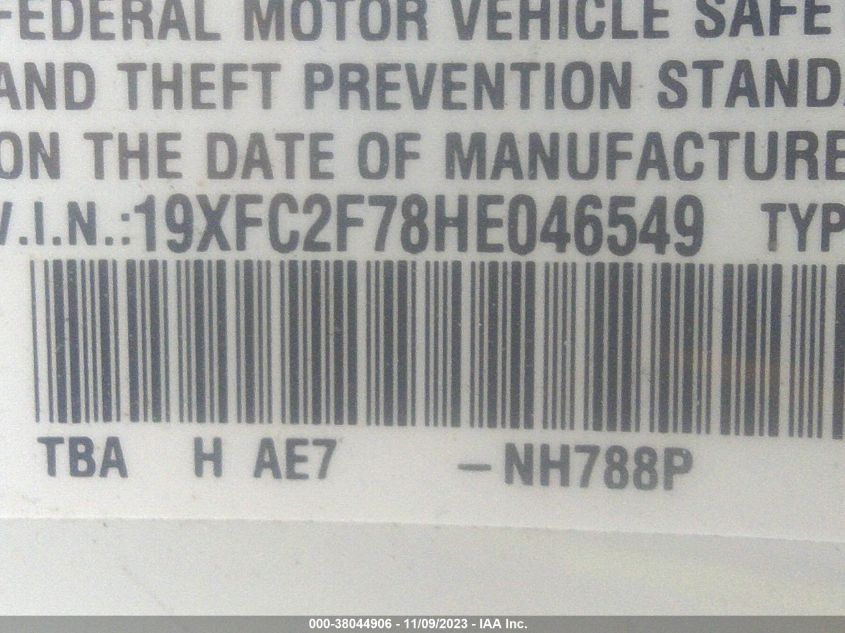 FEDERAL MOTOR VEHICLE SAFE
AND THEFT PREVENTION STANDA
ON THE DATE OF MANUFACTURE
V.I.N.:19XFC2F78HE046549 TYP
TBA H AE7 -NH788P
000-38044906 - 11/09/2023 - IAA Inc.